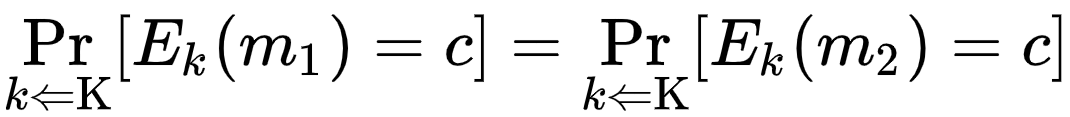 Pr_{k⇐K}[E_k(m_1) = c] = Pr_{k⇐K}[E_k(m_2) = c]